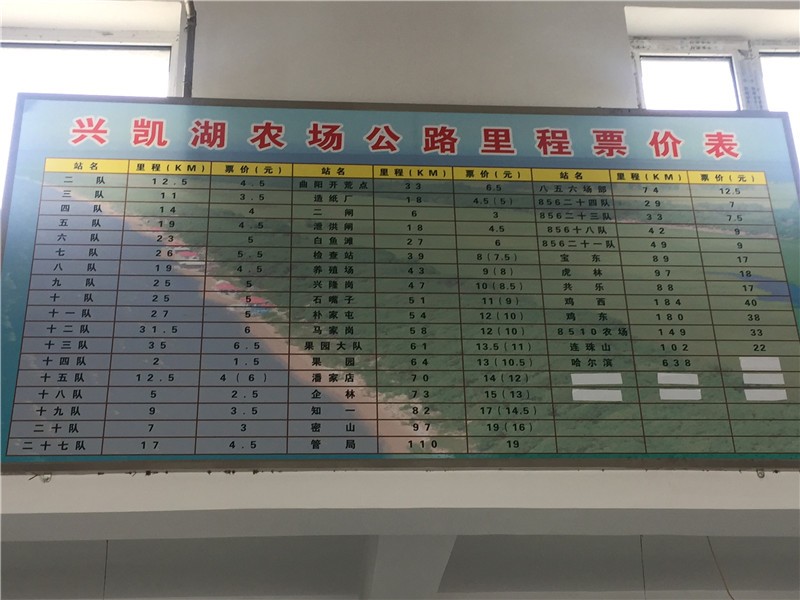 兴凯湖农场公路里程票价表
站名 里程(KM) 票价(元) 站名 里程(KM) 票价(元) 站名 里程(KM) 票价(元)
二队 12.5 4.5 曲阳开荒点 33 6.5 八五六场部 74 12.5
三队 11 3.5 造纸厂 18 4.5(5) 856二十四队 29 7
四队 14 4 二闸 6 3 856二十三队 33 7.5
五队 19 4.5 泄洪闸 18 4.5 856十八队 42 9
六队 23 5 白鱼滩 27 6 856二十一队 49 9
七队 26 5.5 检查站 39 8(7.5) 宝东 89 17
八队 19 4.5 养殖场 43 9(8) 虎林 97 18
九队 25 5 兴隆岗 47 10(8.5) 共乐 88 17
十队 25 5 石嘴子 51 11(9) 鸡西 184 40
十一队 27 5 朴家屯 54 12(10) 鸡东 180 38
十二队 31.5 6 马家岗 58 12(10) 8510农场 149 33
十三队 35 6.5 果园大队 61 13.5(11) 连珠山 102 22
十四队 2 1.5 果园 64 13(10.5) 哈尔滨 638
十五队 12.5 4(6) 潘家店 70 14(12)
十八队 5 2.5 企林 73 15(13)
十九队 9 3.5 知一 82 17(14.5)
二十队 7 3 密山 97 19(16)
二十七队 17 4.5 管局 110 19